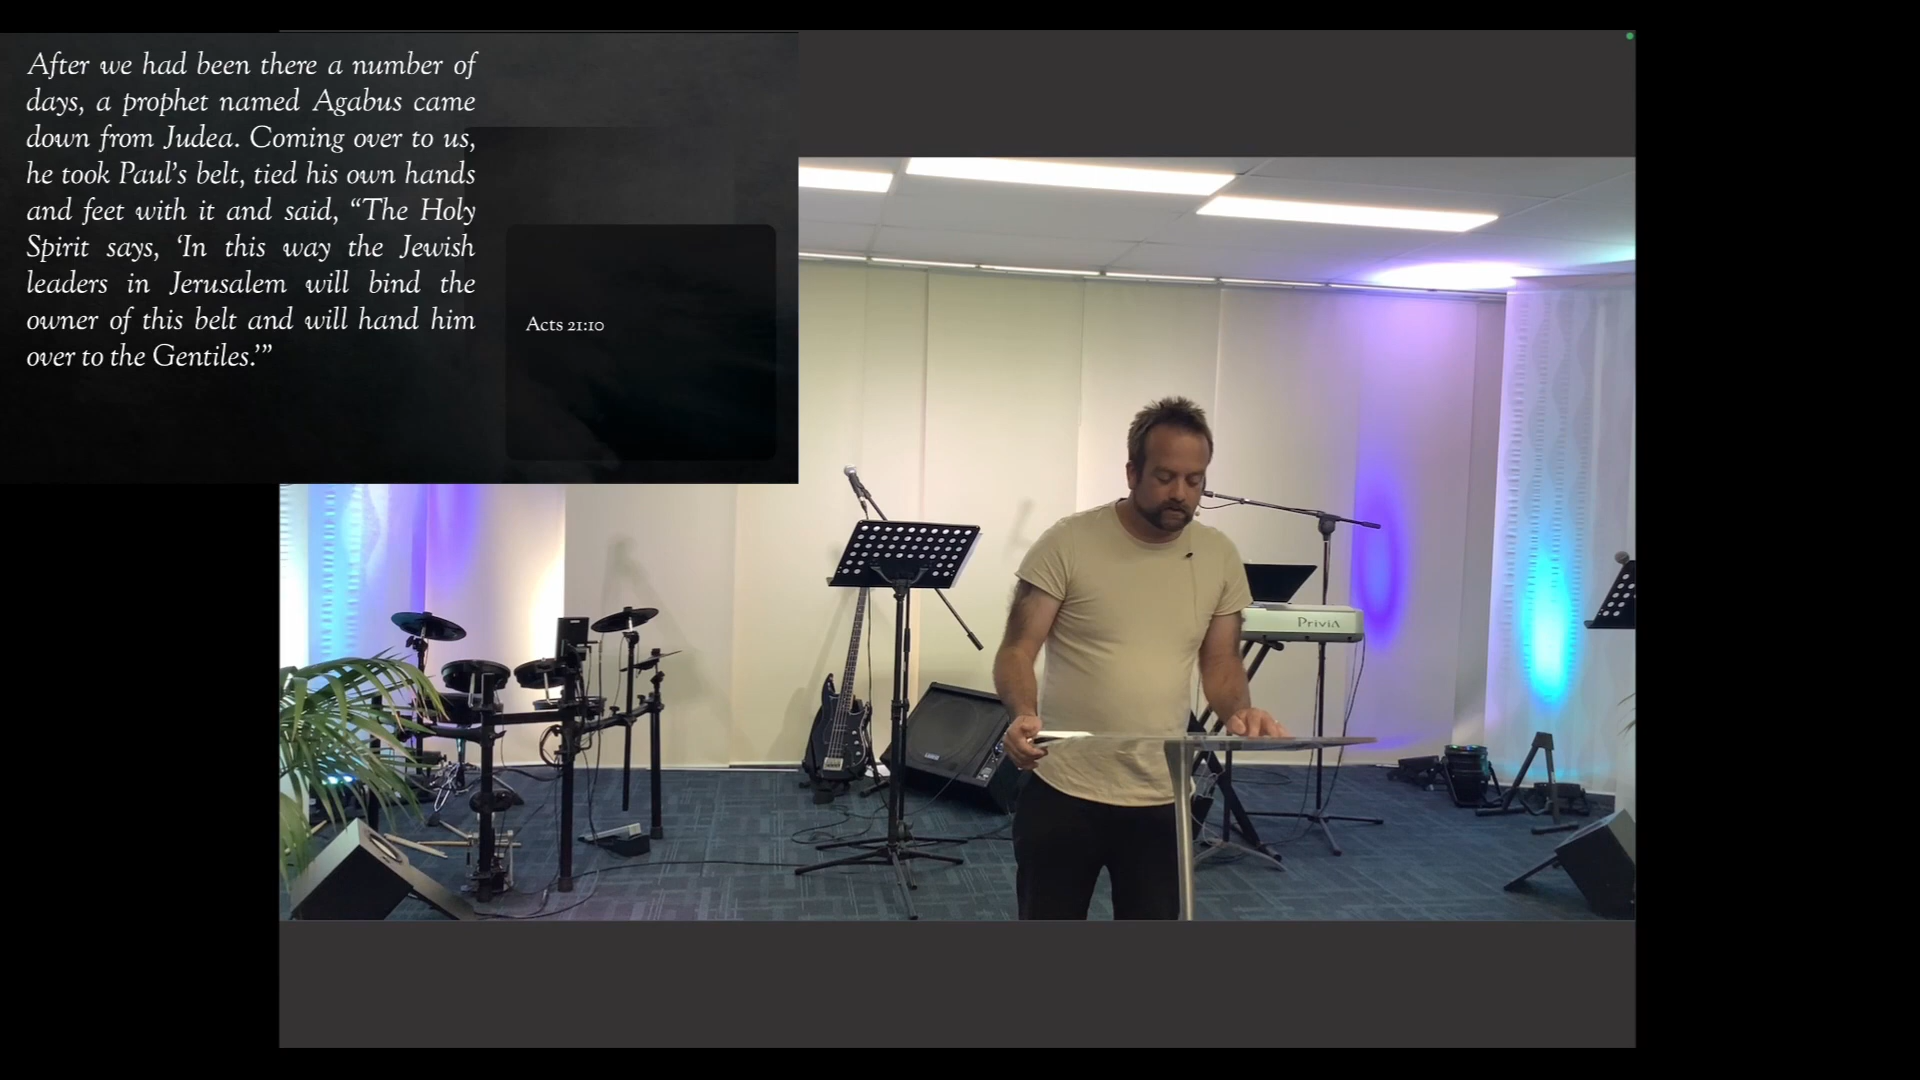 After we had been there a number of
days, a prophet named Agabus came
down from Judea. Coming over to us,
he took Paul’s belt, tied his own hands
and feet with it and said, “The Holy
Spirit says, ‘In this way the Jewish
leaders in Jerusalem will bind the
owner of this belt and will hand him
over to the Gentiles.’”
Acts 21:10
Privia